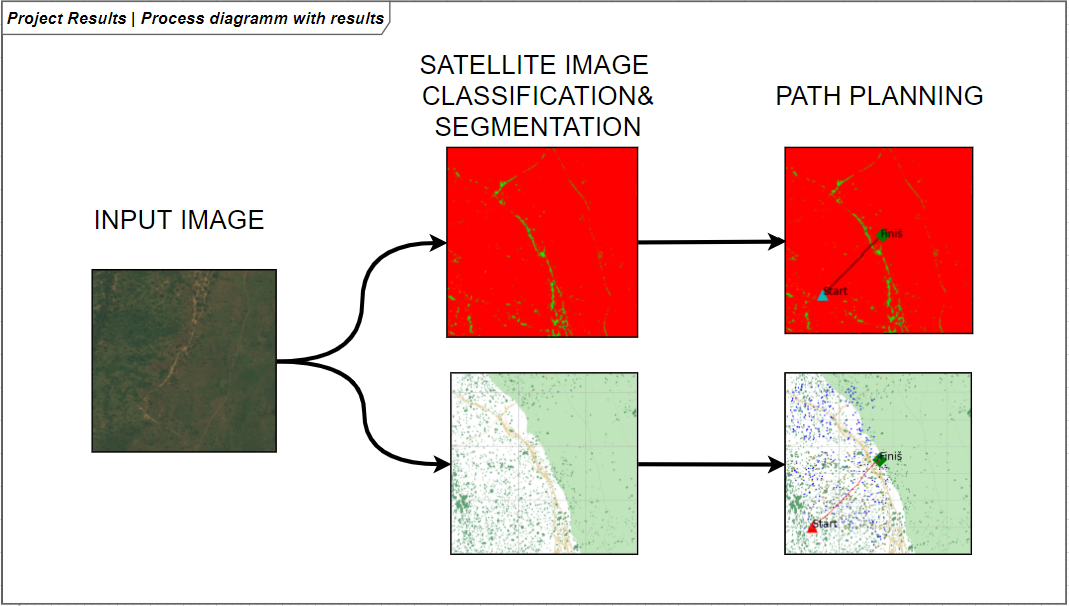 Project Results | Process diagramm with results
SATELLITE IMAGE
CLASSIFICATION&
SEGMENTATION
PATH PLANNING
INPUT IMAGE
Finiš
Start
Finiš
Start